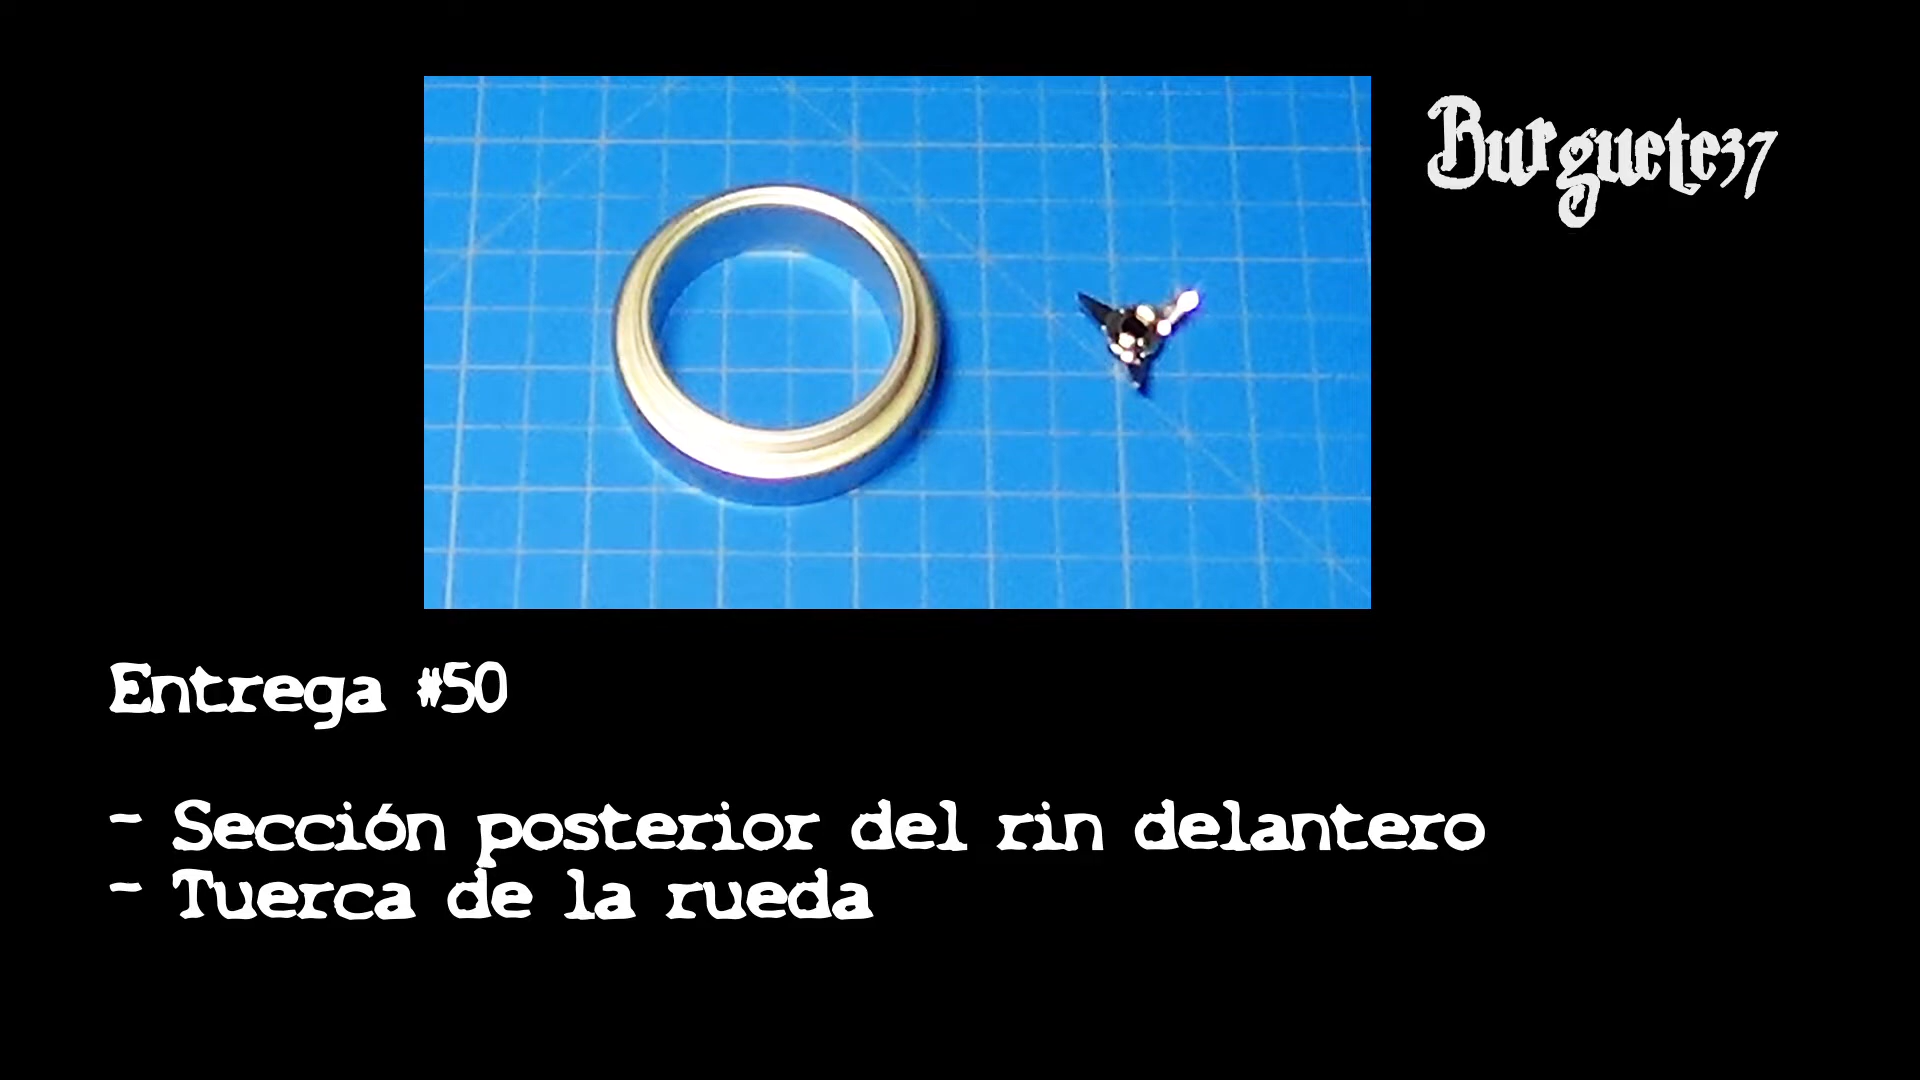 Burguete37
Entrega #50
- Sección posterior del rin delantero
- Tuerca de la rueda